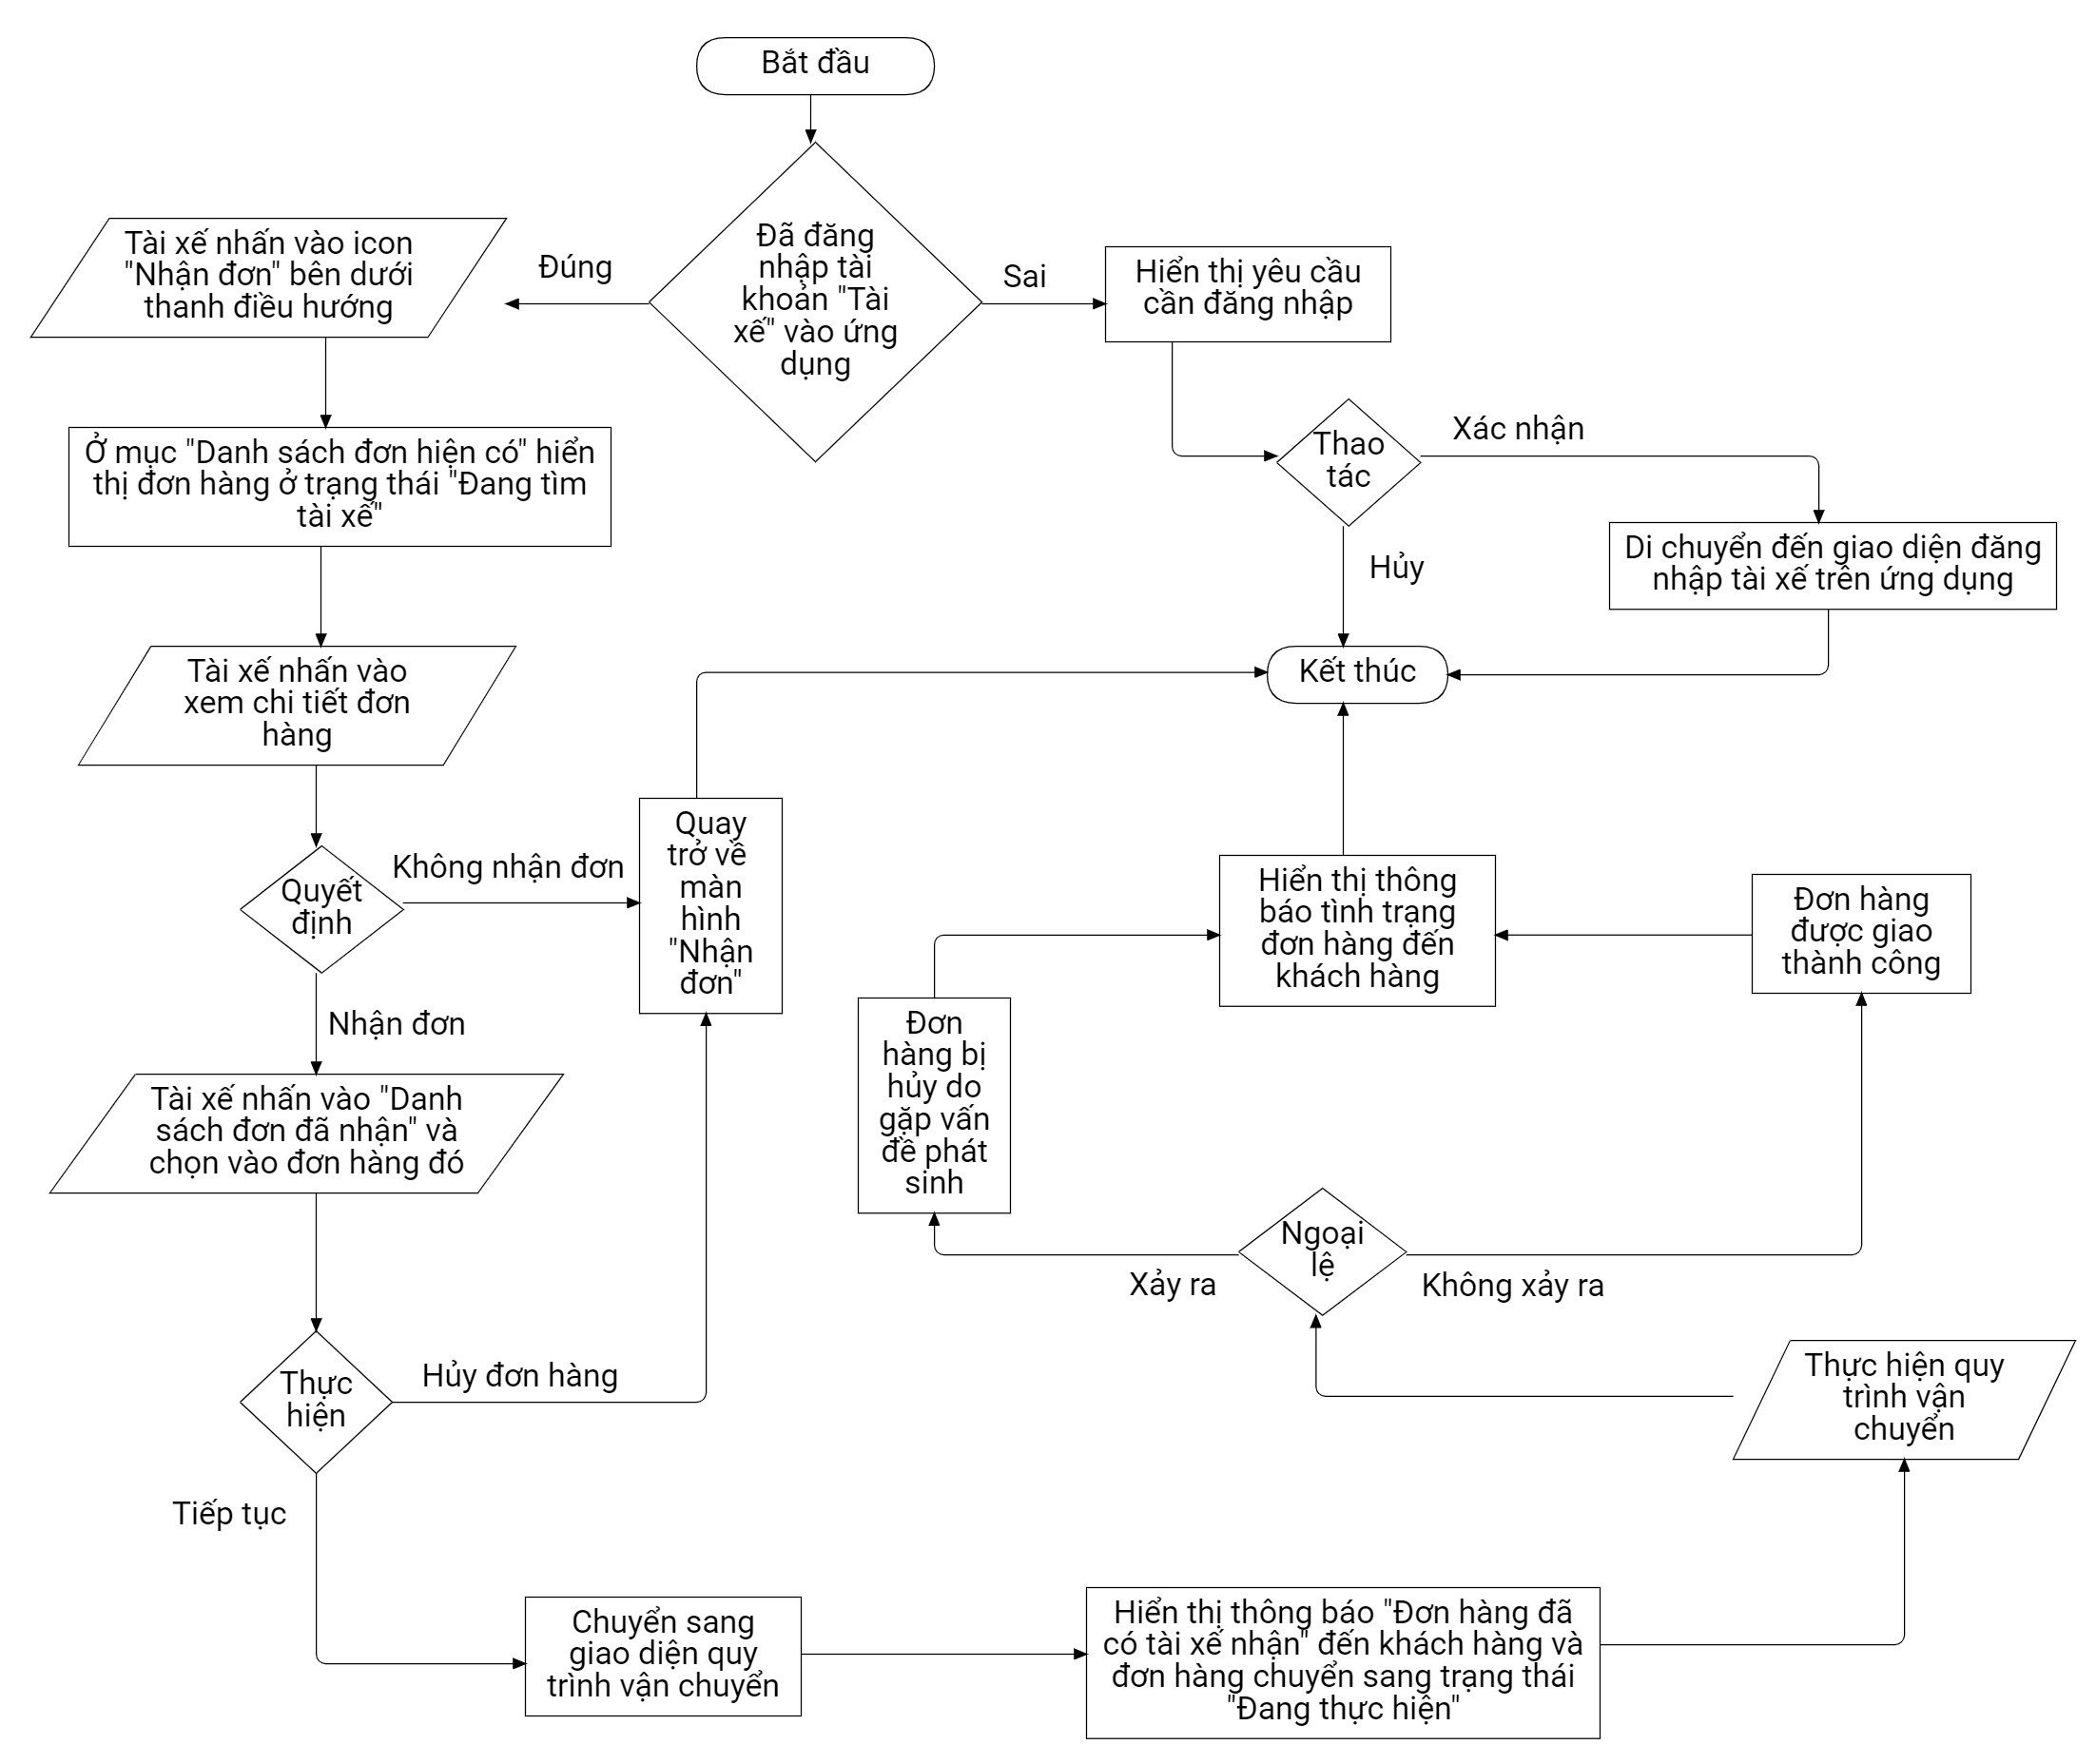 Bắt đầu
Đã đăng
nhập tài
khoản "Tài
xế" vào ứng
dụng
Đúng
Sai
Tài xế nhấn vào icon
"Nhận đơn" bên dưới
thanh điều hướng
Hiển thị yêu cầu
cần đăng nhập
Ở mục "Danh sách đơn hiện có" hiển
thị đơn hàng ở trạng thái "Đang tìm
tài xế"
Thao
tác
Xác nhận
Hủy
Di chuyển đến giao diện đăng
nhập tài xế trên ứng dụng
Kết thúc
Tài xế nhấn vào
xem chi tiết đơn
hàng
Quyết
định
Không nhận đơn
Quay
trở về
màn
hình
"Nhận
đơn"
Nhận đơn
Hiển thị thông
báo tình trạng
đơn hàng đến
khách hàng
Đơn hàng
được giao
thành công
Đơn
hàng bị
hủy do
gặp vấn
đề phát
sinh
Tài xế nhấn vào "Danh
sách đơn đã nhận" và
chọn vào đơn hàng đó
Ngoại
lệ
Xảy ra
Không xảy ra
Thực
hiện
Hủy đơn hàng
Thực hiện quy
trình vận
chuyển
Tiếp tục
Chuyển sang
giao diện quy
trình vận chuyển
Hiển thị thông báo "Đơn hàng đã
có tài xế nhận" đến khách hàng và
đơn hàng chuyển sang trạng thái
"Đang thực hiện"